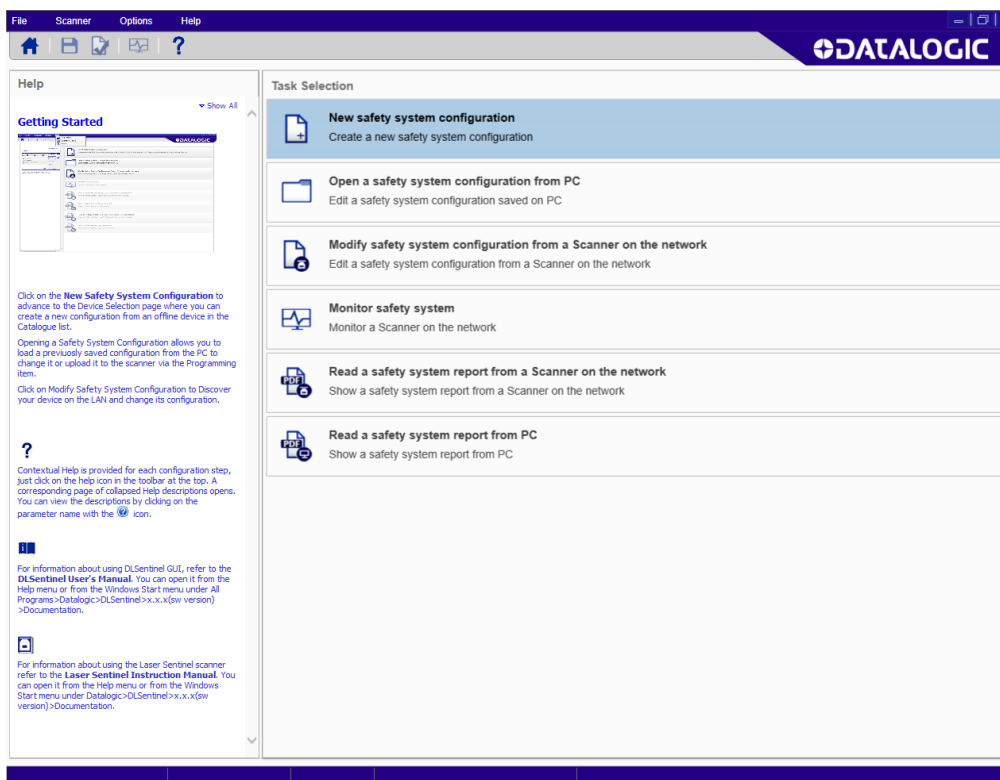 File Scanner Options Help
DATALOGIC
Help
Show All
Getting Started
Click on the New Safety System Configuration to
advance to the Device Selection page where you can
create a new configuration from an offline device in the
Catalogue list.
Opening a Safety System Configuration allows you to
load a previuosly saved configuration from the PC to
change it or upload it to the scanner via the Programming
item.
Click on Modify Safety System Configuration to Discover
your device on the LAN and change its configuration.
?
Contextual Help is provided for each configuration step,
just click on the help icon in the toolbar at the top. A
corresponding page of collapsed Help descriptions opens.
You can view the descriptions by clicking on the
parameter name with the ? icon.
For information about using DLSentinel GUI, refer to the
DLSentinel User's Manual. You can open it from the
Help menu or from the Windows Start menu under All
Programs>Datalogic>DLSentinel>x.x.x(sw version)
>Documentation.
For information about using the Laser Sentinel scanner
refer to the Laser Sentinel Instruction Manual. You
can open it from the Help menu or from the Windows
Start menu under Datalogic>DLSentinel>x.x.x(sw
version)>Documentation.
Task Selection
New safety system configuration
Create a new safety system configuration
Open a safety system configuration from PC
Edit a safety system configuration saved on PC
Modify safety system configuration from a Scanner on the network
Edit a safety system configuration from a Scanner on the network
Monitor safety system
Monitor a Scanner on the network
PDF
Read a safety system report from a Scanner on the network
Show a safety system report from a Scanner on the network
PDF
Read a safety system report from PC
Show a safety system report from PC